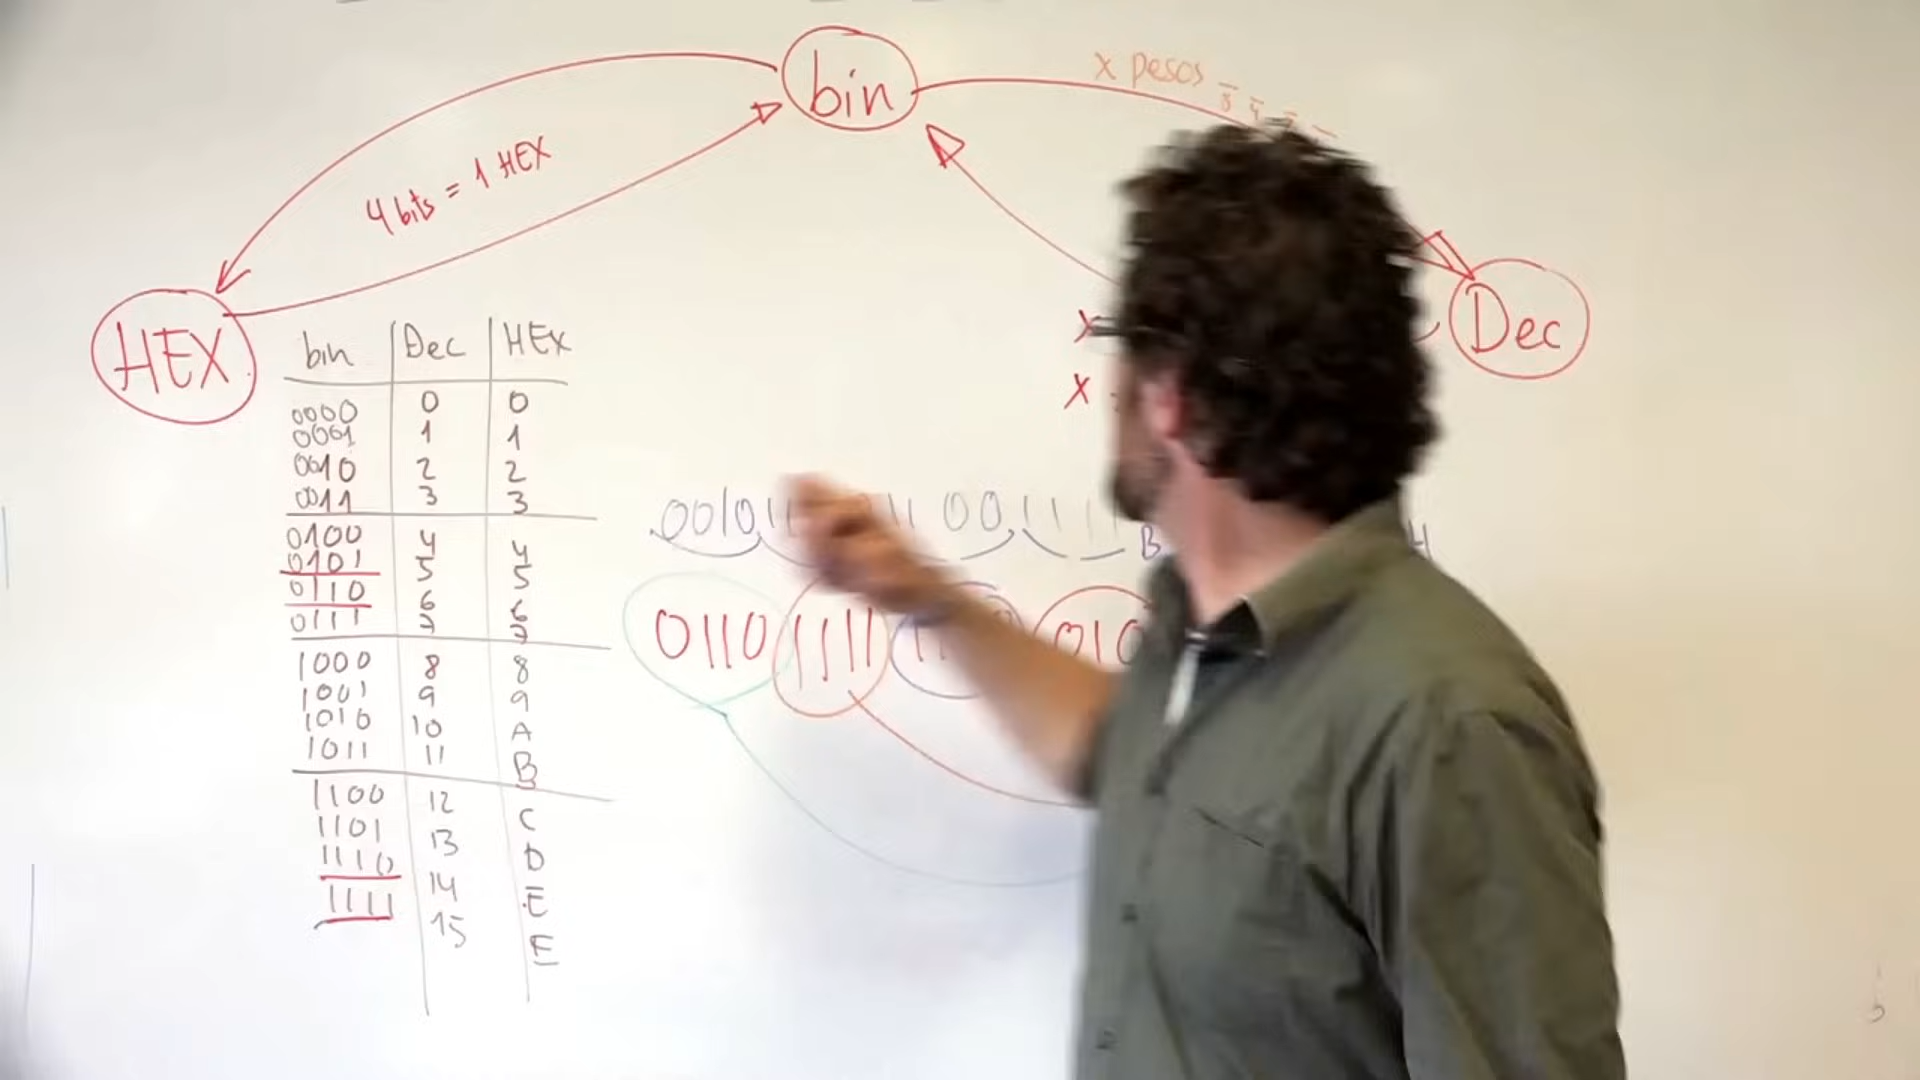 bin
x pesos
4 bits = 1 HEX
HEX
Dec
x
x
bin Dec HEX
0000 0 0
0001 1 1
0010 2 2
0011 3 3
0100 4 4
0101 5 5
0110 6 6
0111 7 7
1000 8 8
1001 9 9
1010 10 A
1011 11 B
1100 12 C
1101 13 D
1110 14 E
1111 15 F
B H
0110 1111